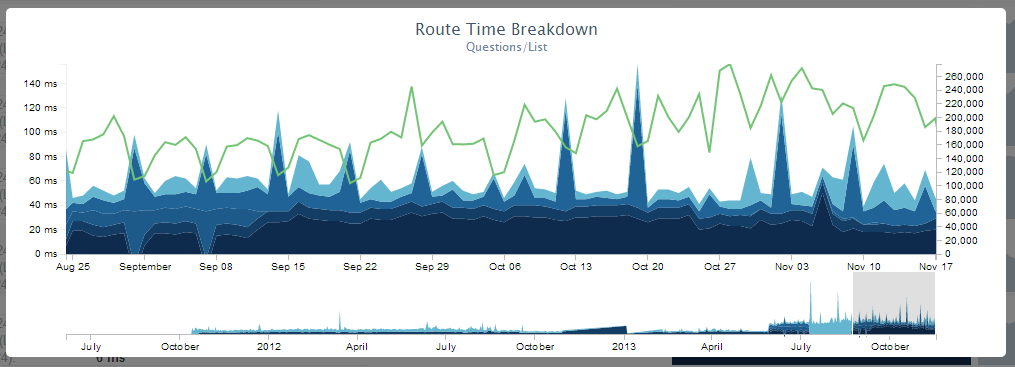 Route Time Breakdown
Questions/List
140 ms
120 ms
100 ms
80 ms
60 ms
40 ms
20 ms
0 ms
260,000
240,000
220,000
200,000
180,000
160,000
140,000
120,000
100,000
80,000
60,000
40,000
20,000
0
Aug 25 September Sep 08 Sep 15 Sep 22 Sep 29 Oct 06 Oct 13 Oct 20 Oct 27 Nov 03 Nov 10 Nov 17
July October 2012 April July October 2013 April July October
0 ms